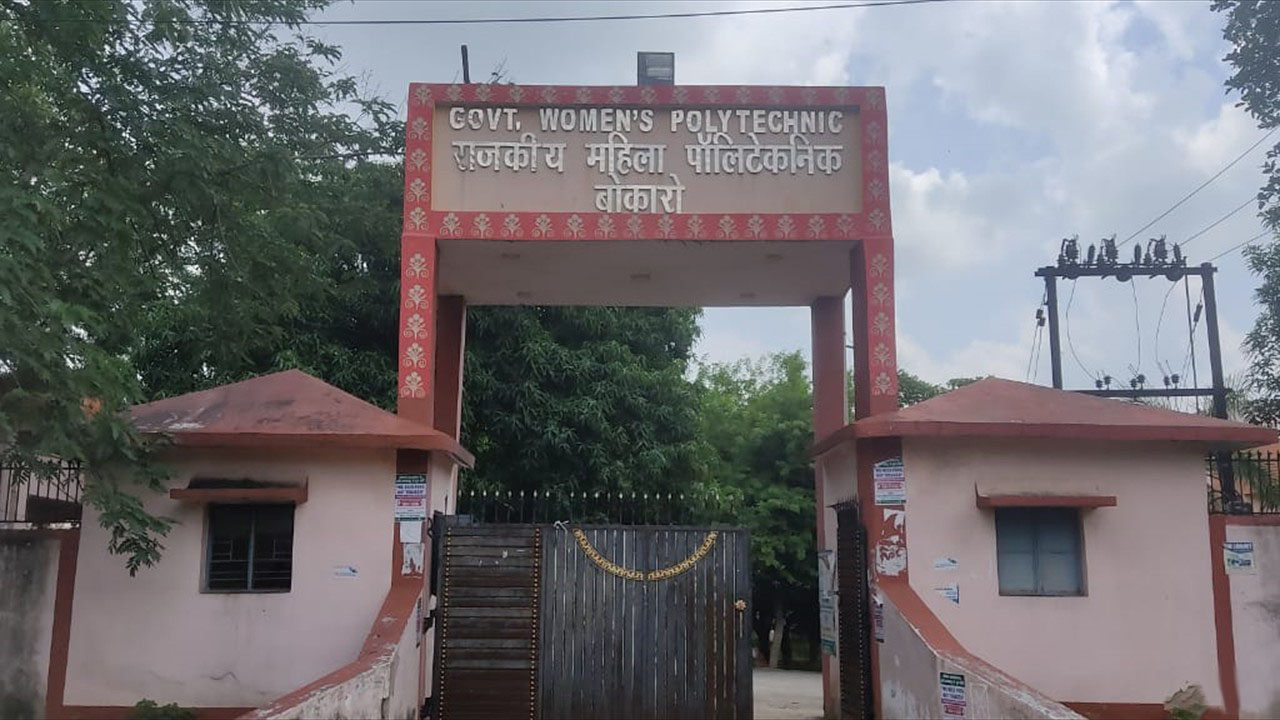 GOVT. WOMEN'S POLYTECHNIC
राजकीय महिला पॉलिटेकनिक
बोकारो